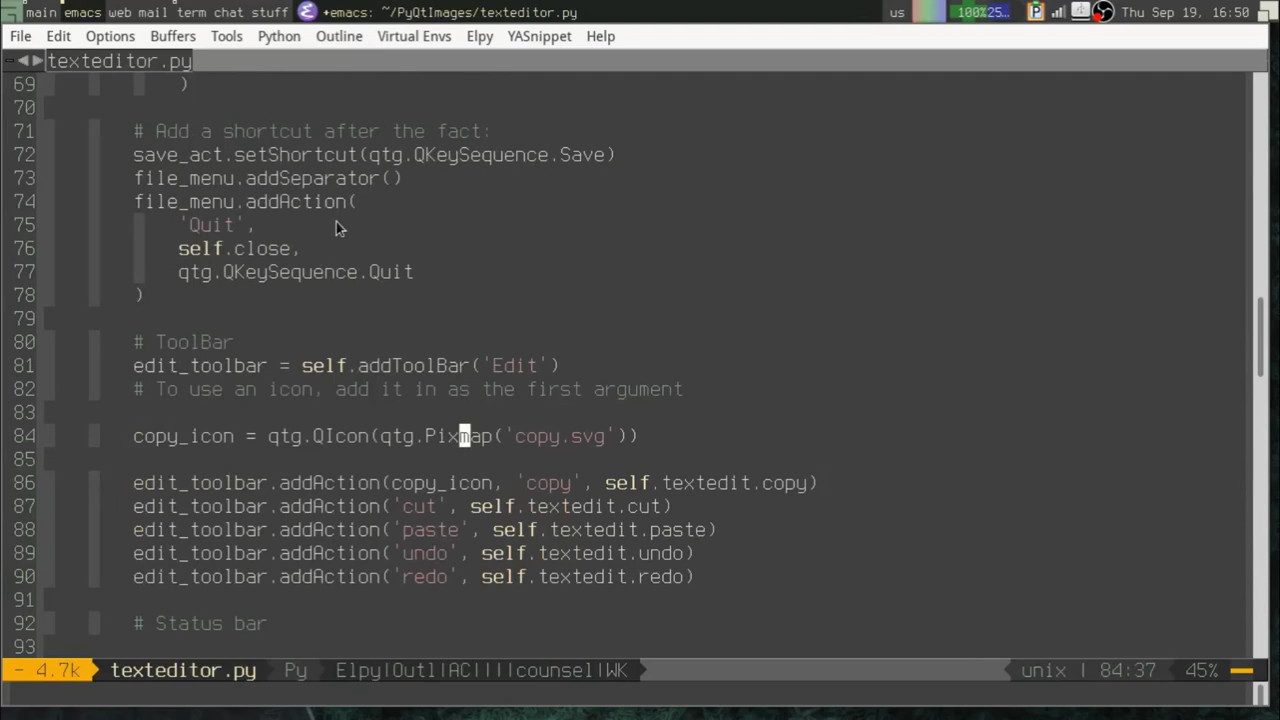 main emacs web mail term chat stuff +emacs: ~/PyQtImages/texteditor.py us 100%25… Thu Sep 19, 16:50
File Edit Options Buffers Tools Python Outline Virtual Envs Elpy YASnippet Help
texteditor.py
69 )
70
71 # Add a shortcut after the fact:
72 save_act.setShortcut(qtg.QKeySequence.Save)
73 file_menu.addSeparator()
74 file_menu.addAction(
75 'Quit',
76 self.close,
77 qtg.QKeySequence.Quit
78 )
79
80 # ToolBar
81 edit_toolbar = self.addToolBar('Edit')
82 # To use an icon, add it in as the first argument
83
84 copy_icon = qtg.QIcon(qtg.Pixmap('copy.svg'))
85
86 edit_toolbar.addAction(copy_icon, 'copy', self.textedit.copy)
87 edit_toolbar.addAction('cut', self.textedit.cut)
88 edit_toolbar.addAction('paste', self.textedit.paste)
89 edit_toolbar.addAction('undo', self.textedit.undo)
90 edit_toolbar.addAction('redo', self.textedit.redo)
91
92 # Status bar
93
- 4.7k texteditor.py Py Elpy|Outl|AC||||counsel|WK unix | 84:37 45%